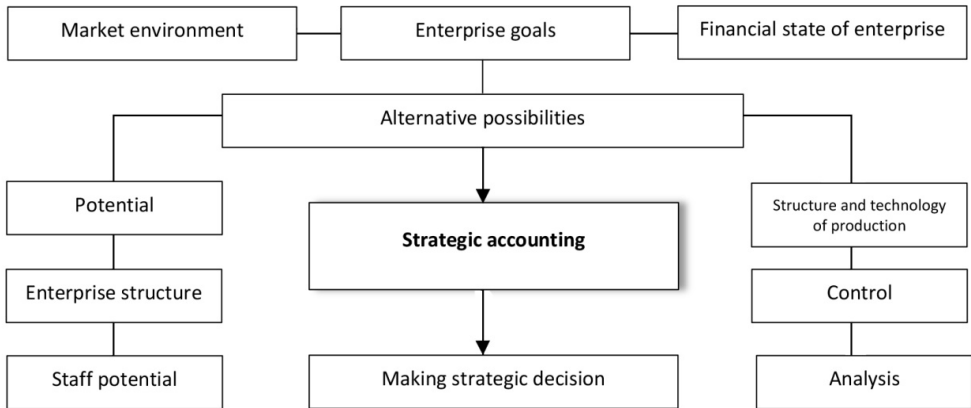 Market environment
Enterprise goals
Financial state of enterprise
Alternative possibilities
Potential
Strategic accounting
Structure and technology
of production
Enterprise structure
Control
Staff potential
Making strategic decision
Analysis